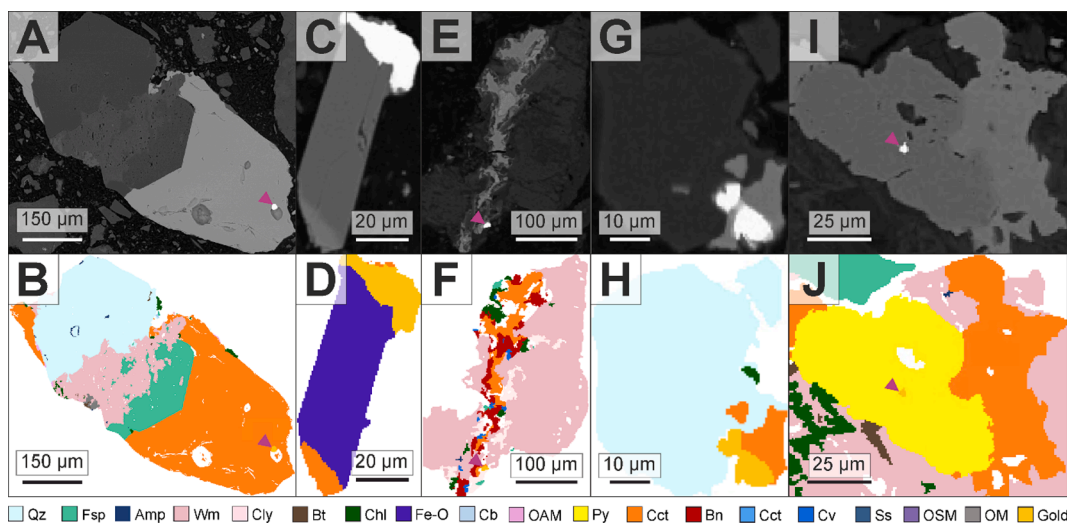 A
C
E
G
I
150 µm
20 µm
100 µm
10 µm
25 µm
B
D
F
H
J
150 µm
20 µm
100 µm
10 µm
25 µm
Qz Fsp Amp Wm Cly Bt Chl Fe-O Cb OAM Py Cct Bn Cct Cv Ss OSM OM Gold